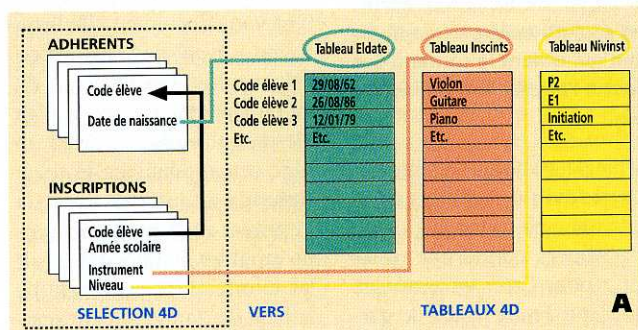 ADHERENTS
Code élève
Date de naissance
INSCRIPTIONS
Code élève
Année scolaire
Instrument
Niveau
SELECTION 4D
VERS
TABLEAUX 4D
Tableau Eldate
Code élève 1 29/08/62
Code élève 2 26/08/86
Code élève 3 12/01/79
Etc. Etc.
Tableau Inscints
Violon
Guitare
Piano
Etc.
Tableau Nivinst
P2
E1
Initiation
Etc.
A